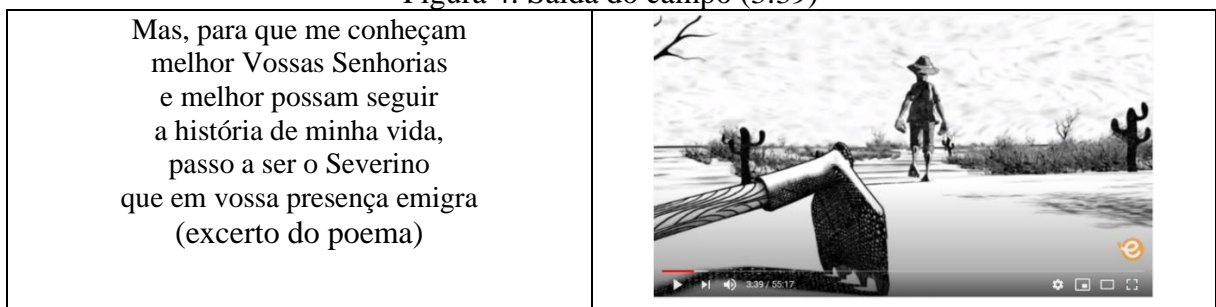 Figura 4: Saída do campo (3:39)
Mas, para que me conheçam
melhor Vossas Senhorias
e melhor possam seguir
a história de minha vida,
passo a ser o Severino
que em vossa presença emigra
(excerto do poema)
3:39 / 55:17